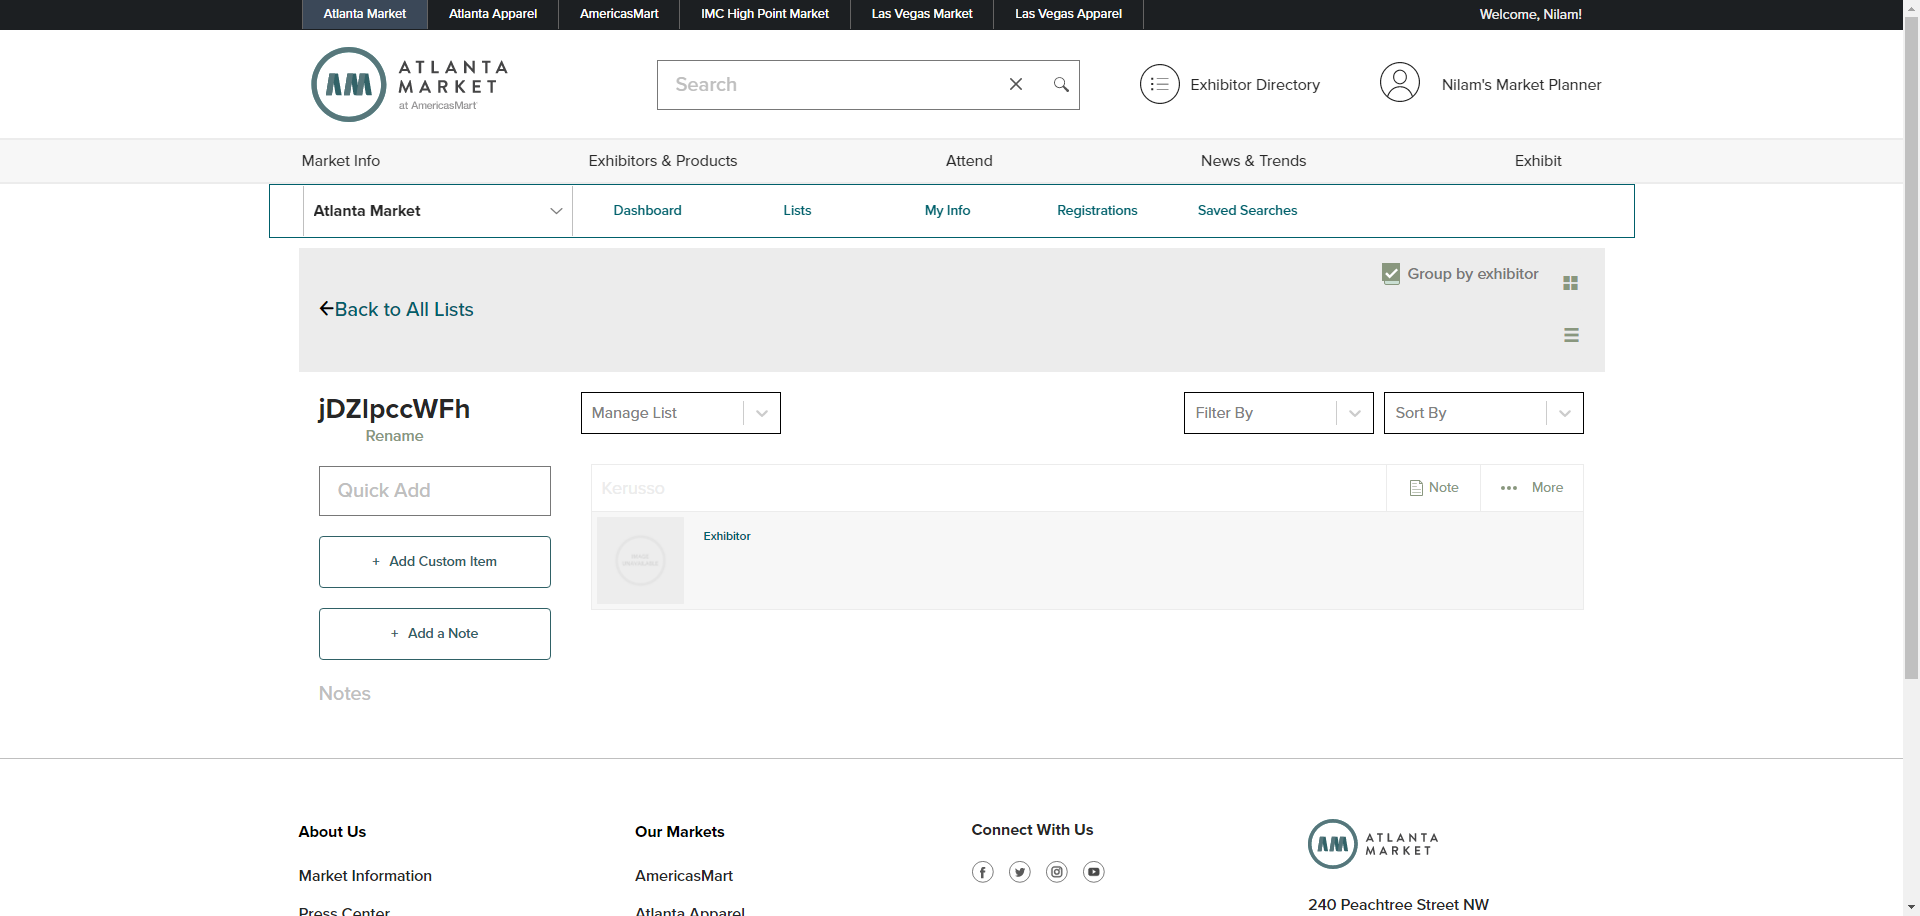 Atlanta Market Atlanta Apparel AmericasMart IMC High Point Market Las Vegas Market Las Vegas Apparel Welcome, Nilam!
AM ATLANTA MARKET at AmericasMart
Search
Exhibitor Directory
Nilam's Market Planner
Market Info Exhibitors & Products Attend News & Trends Exhibit
Atlanta Market Dashboard Lists My Info Registrations Saved Searches
Group by exhibitor
Back to All Lists
jDZlpccWFh
Rename
Manage List
Filter By
Sort By
Quick Add
+ Add Custom Item
+ Add a Note
Notes
Kerusso
Note
More
Exhibitor
About Us
Market Information
Press Center
Our Markets
AmericasMart
Atlanta Apparel
Connect With Us
AM ATLANTA MARKET
240 Peachtree Street NW